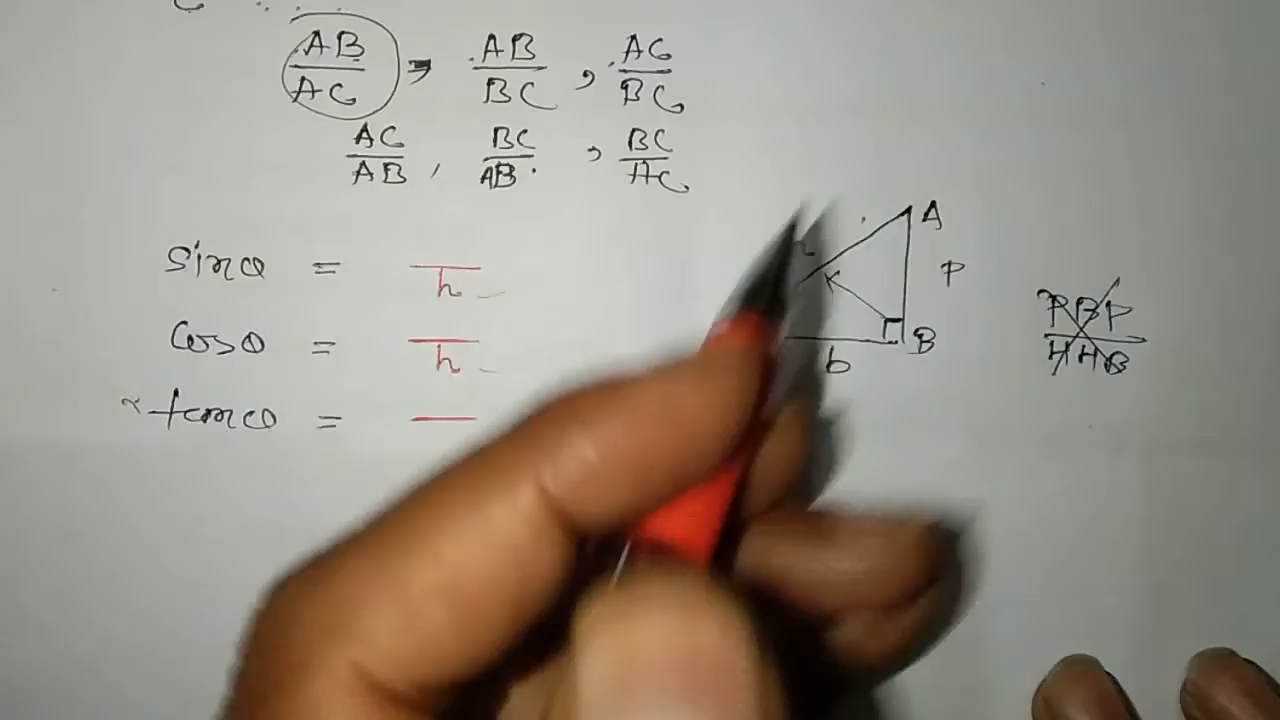 AB/AC , AB/BC , AC/BC
AC/AB , BC/AB , BC/AC
sinθ = —/h
cosθ = —/h
tanθ = —
A
P
B
b
PBP/HHB